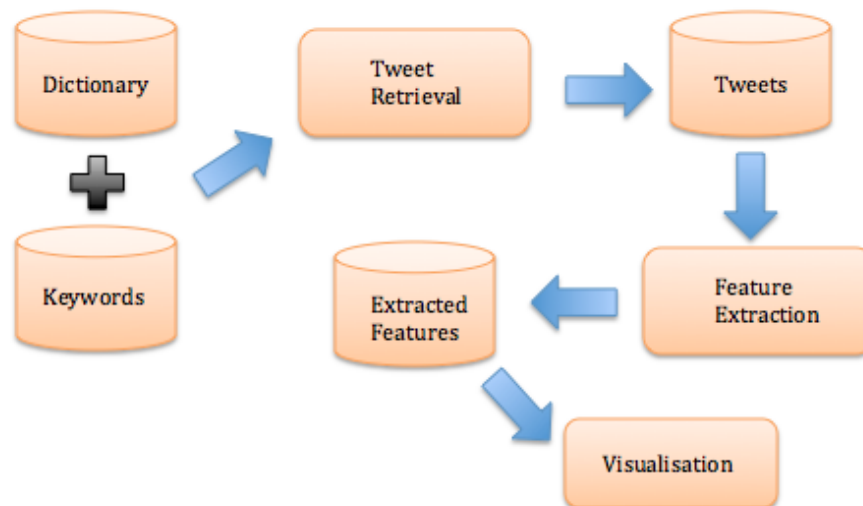 Dictionary
Tweet
Retrieval
Tweets
Keywords
Extracted
Features
Feature
Extraction
Visualisation